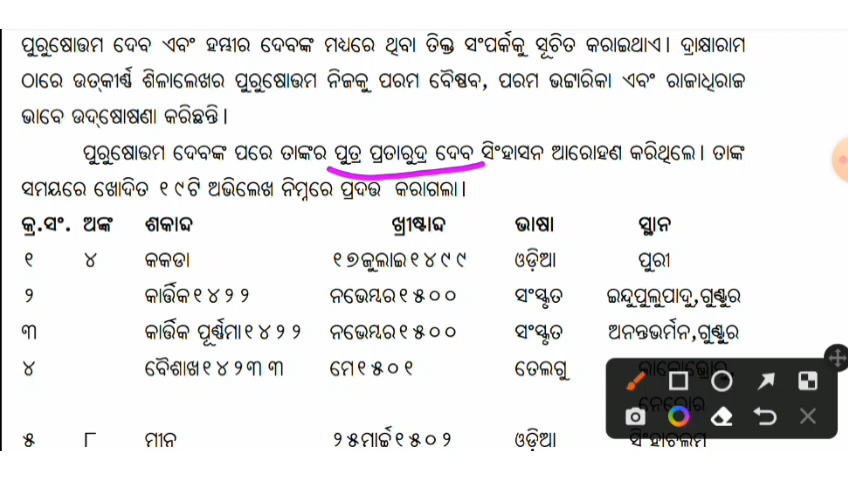 ପୁରୁଷୋତ୍ତମ ଦେବ ଏବଂ ହମ୍ଭୀର ଦେବଙ୍କ ମଧ୍ୟରେ ଥିବା ତିକ୍ତ ସଂପର୍କକୁ ସୂଚିତ କରାଇଥାଏ। ଦ୍ରାକ୍ଷାରାମ
ଠାରେ ଉତ୍କୀର୍ଣ୍ଣ ଶିଳାଲେଖର ପୁରୁଷୋତ୍ତମ ନିଜକୁ ପରମ ବୈଷ୍ଣବ, ପରମ ଭଟ୍ଟାରିକା ଏବଂ ରାଜାଧିରାଜ
ଭାବେ ଉଦ୍‌ଘୋଷଣା କରିଛନ୍ତି।
ପୁରୁଷୋତ୍ତମ ଦେବଙ୍କ ପରେ ତାଙ୍କର ପୁତ୍ର ପ୍ରତାରୁଦ୍ର ଦେବ ସିଂହାସନ ଆରୋହଣ କରିଥିଲେ। ତାଙ୍କ
ସମୟରେ ଖୋଦିତ ୧୯ଟି ଅଭିଲେଖ ନିମ୍ନରେ ପ୍ରଦତ୍ତ କରାଗଲା।
କ୍ର.ସଂ. ଅଙ୍କ ଶକାବ୍ଦ ଖ୍ରୀଷ୍ଟାବ୍ଦ ଭାଷା ସ୍ଥାନ
୧ ୪ କକଡା ୧୭ଜୁଲାଇ୧୪୯୯ ଓଡ଼ିଆ ପୁରୀ
୨ କାର୍ତ୍ତିକ୧୪୨୨ ନଭେମ୍ବର୧୫୦୦ ସଂସ୍କୃତ ଇନ୍ଦୁପୁଲୁପାଦୁ,ଗୁଣ୍ଟୁର
୩ କାର୍ତ୍ତିକ ପୂର୍ଣ୍ଣମା୧୪୨୨ ନଭେମ୍ବର୧୫୦୦ ସଂସ୍କୃତ ଅନନ୍ତଭର୍ମନ,ଗୁଣ୍ଟୁର
୪ ବୈଶାଖ୧୪୨୩୩ ମେ୧୫୦୧ ତେଲଗୁ
ନେଲୋର
୫ ୮ ମୀନ ୨୫ମାର୍ଚ୍ଚ୧୫୦୨ ଓଡ଼ିଆ ସିଂହାଚଲମ